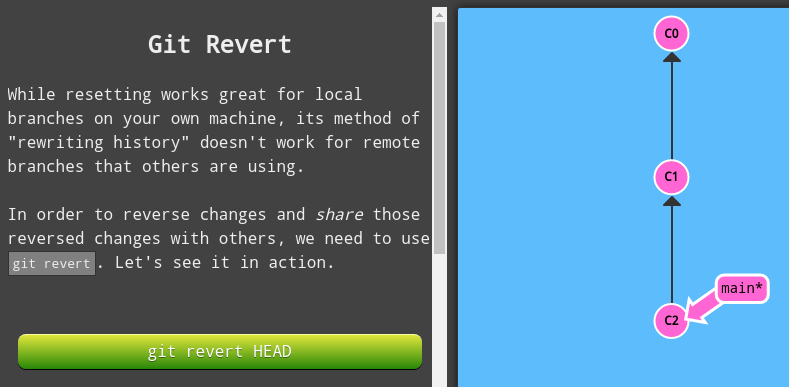 Git Revert
While resetting works great for local
branches on your own machine, its method of
"rewriting history" doesn't work for remote
branches that others are using.
In order to reverse changes and share those
reversed changes with others, we need to use
git revert. Let's see it in action.
git revert HEAD
C0
C1
main*
C2